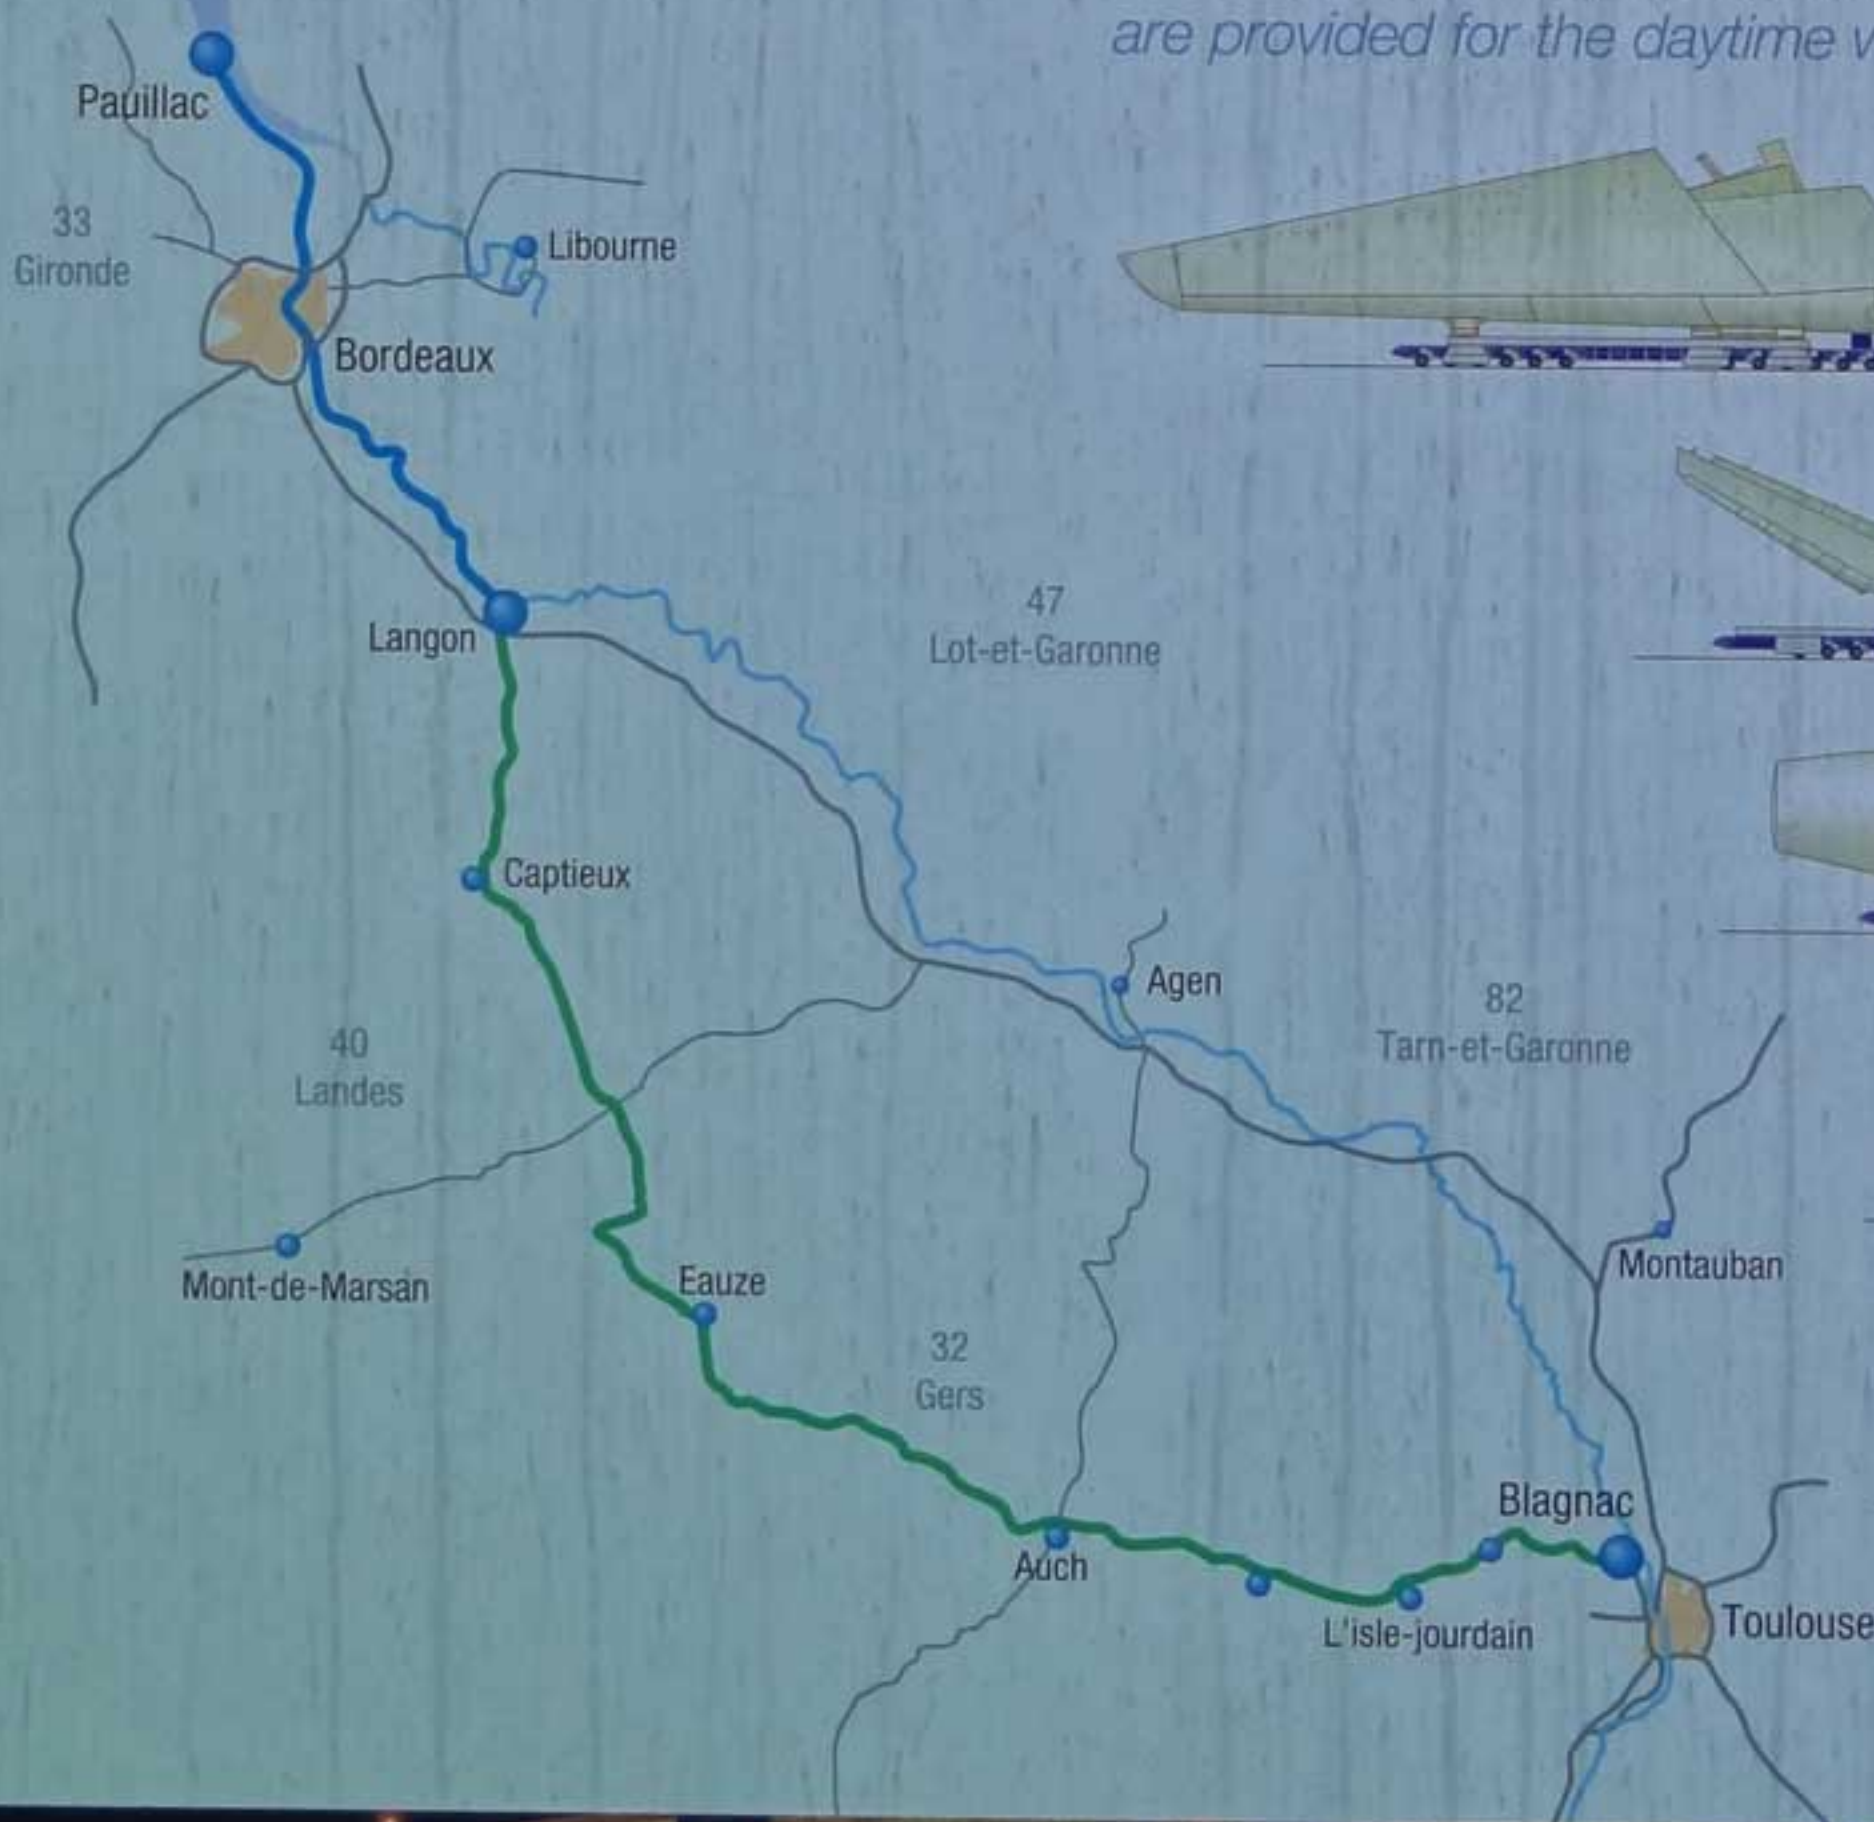 are provided for the daytime
Pauillac
33
Gironde
Libourne
Bordeaux
47
Lot-et-Garonne
Langon
Captieux
Agen
82
Tarn-et-Garonne
40
Landes
Montauban
Mont-de-Marsan
Eauze
32
Gers
Blagnac
Auch
L'isle-jourdain
Toulouse